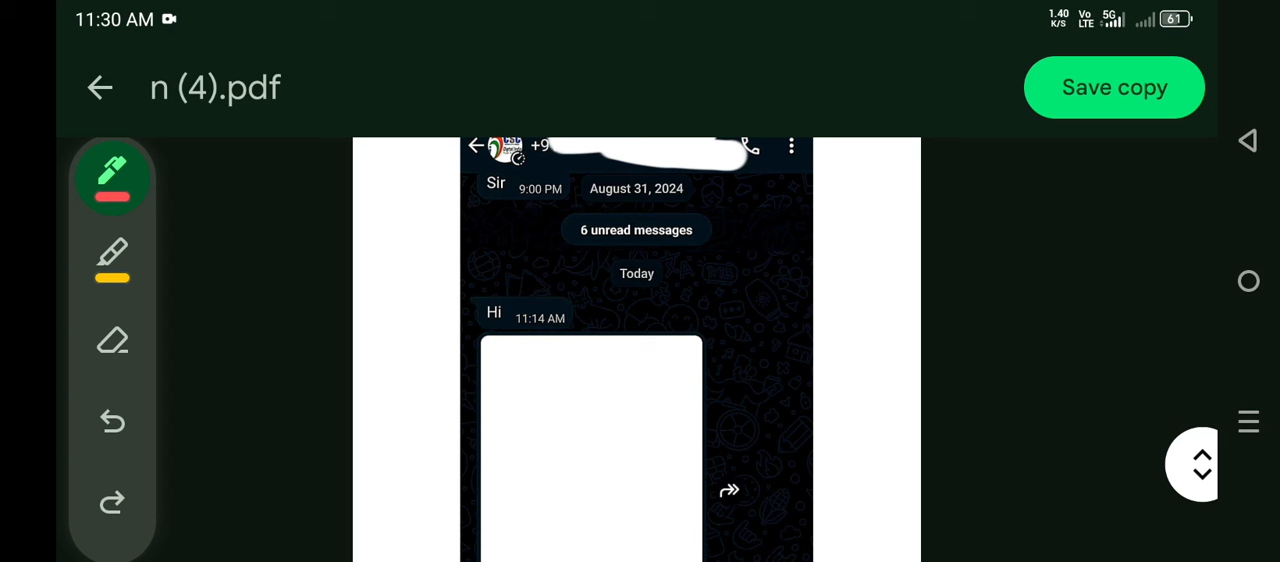 11:30 AM
1.40 K/S Vo LTE 5G 61
n (4).pdf
Save copy
CSC
+9
Sir 9:00 PM
August 31, 2024
6 unread messages
Today
Hi 11:14 AM